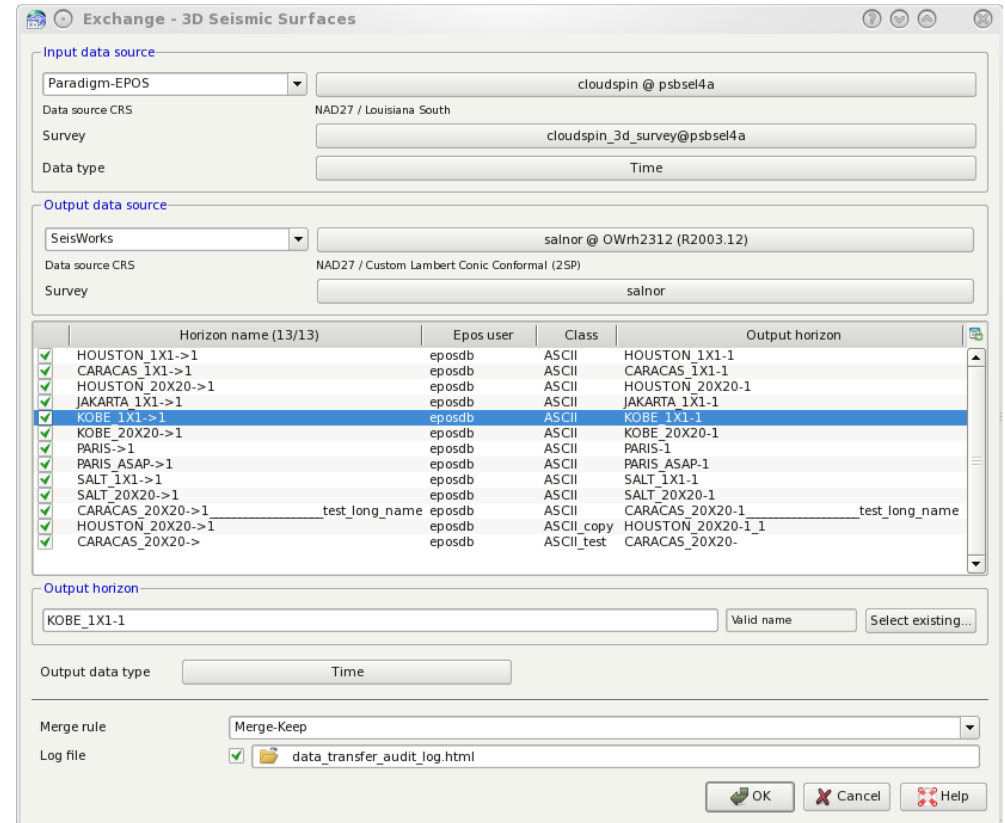 Exchange - 3D Seismic Surfaces
Input data source
Paradigm-EPOS cloudspin @ psbsel4a
Data source CRS NAD27 / Louisiana South
Survey cloudspin_3d_survey@psbsel4a
Data type Time
Output data source
SeisWorks salnor @ OWrh2312 (R2003.12)
Data source CRS NAD27 / Custom Lambert Conic Conformal (2SP)
Survey salnor
Horizon name (13/13) Epos user Class Output horizon
HOUSTON_1X1->1 eposdb ASCII HOUSTON_1X1-1
CARACAS_1X1->1 eposdb ASCII CARACAS_1X1-1
HOUSTON_20X20->1 eposdb ASCII HOUSTON_20X20-1
JAKARTA_1X1->1 eposdb ASCII JAKARTA_1X1-1
KOBE_1X1->1 eposdb ASCII KOBE_1X1-1
KOBE_20X20->1 eposdb ASCII KOBE_20X20-1
PARIS->1 eposdb ASCII PARIS-1
PARIS_ASAP->1 eposdb ASCII PARIS_ASAP-1
SALT_1X1->1 eposdb ASCII SALT_1X1-1
SALT_20X20->1 eposdb ASCII SALT_20X20-1
CARACAS_20X20->1___________________test_long_name eposdb ASCII CARACAS_20X20-1___________________test_long_name
HOUSTON_20X20->1 eposdb ASCII_copy HOUSTON_20X20-1_1
CARACAS_20X20-> eposdb ASCII_test CARACAS_20X20-
Output horizon
KOBE_1X1-1 Valid name Select existing...
Output data type Time
Merge rule Merge-Keep
Log file data_transfer_audit_log.html
OK Cancel Help